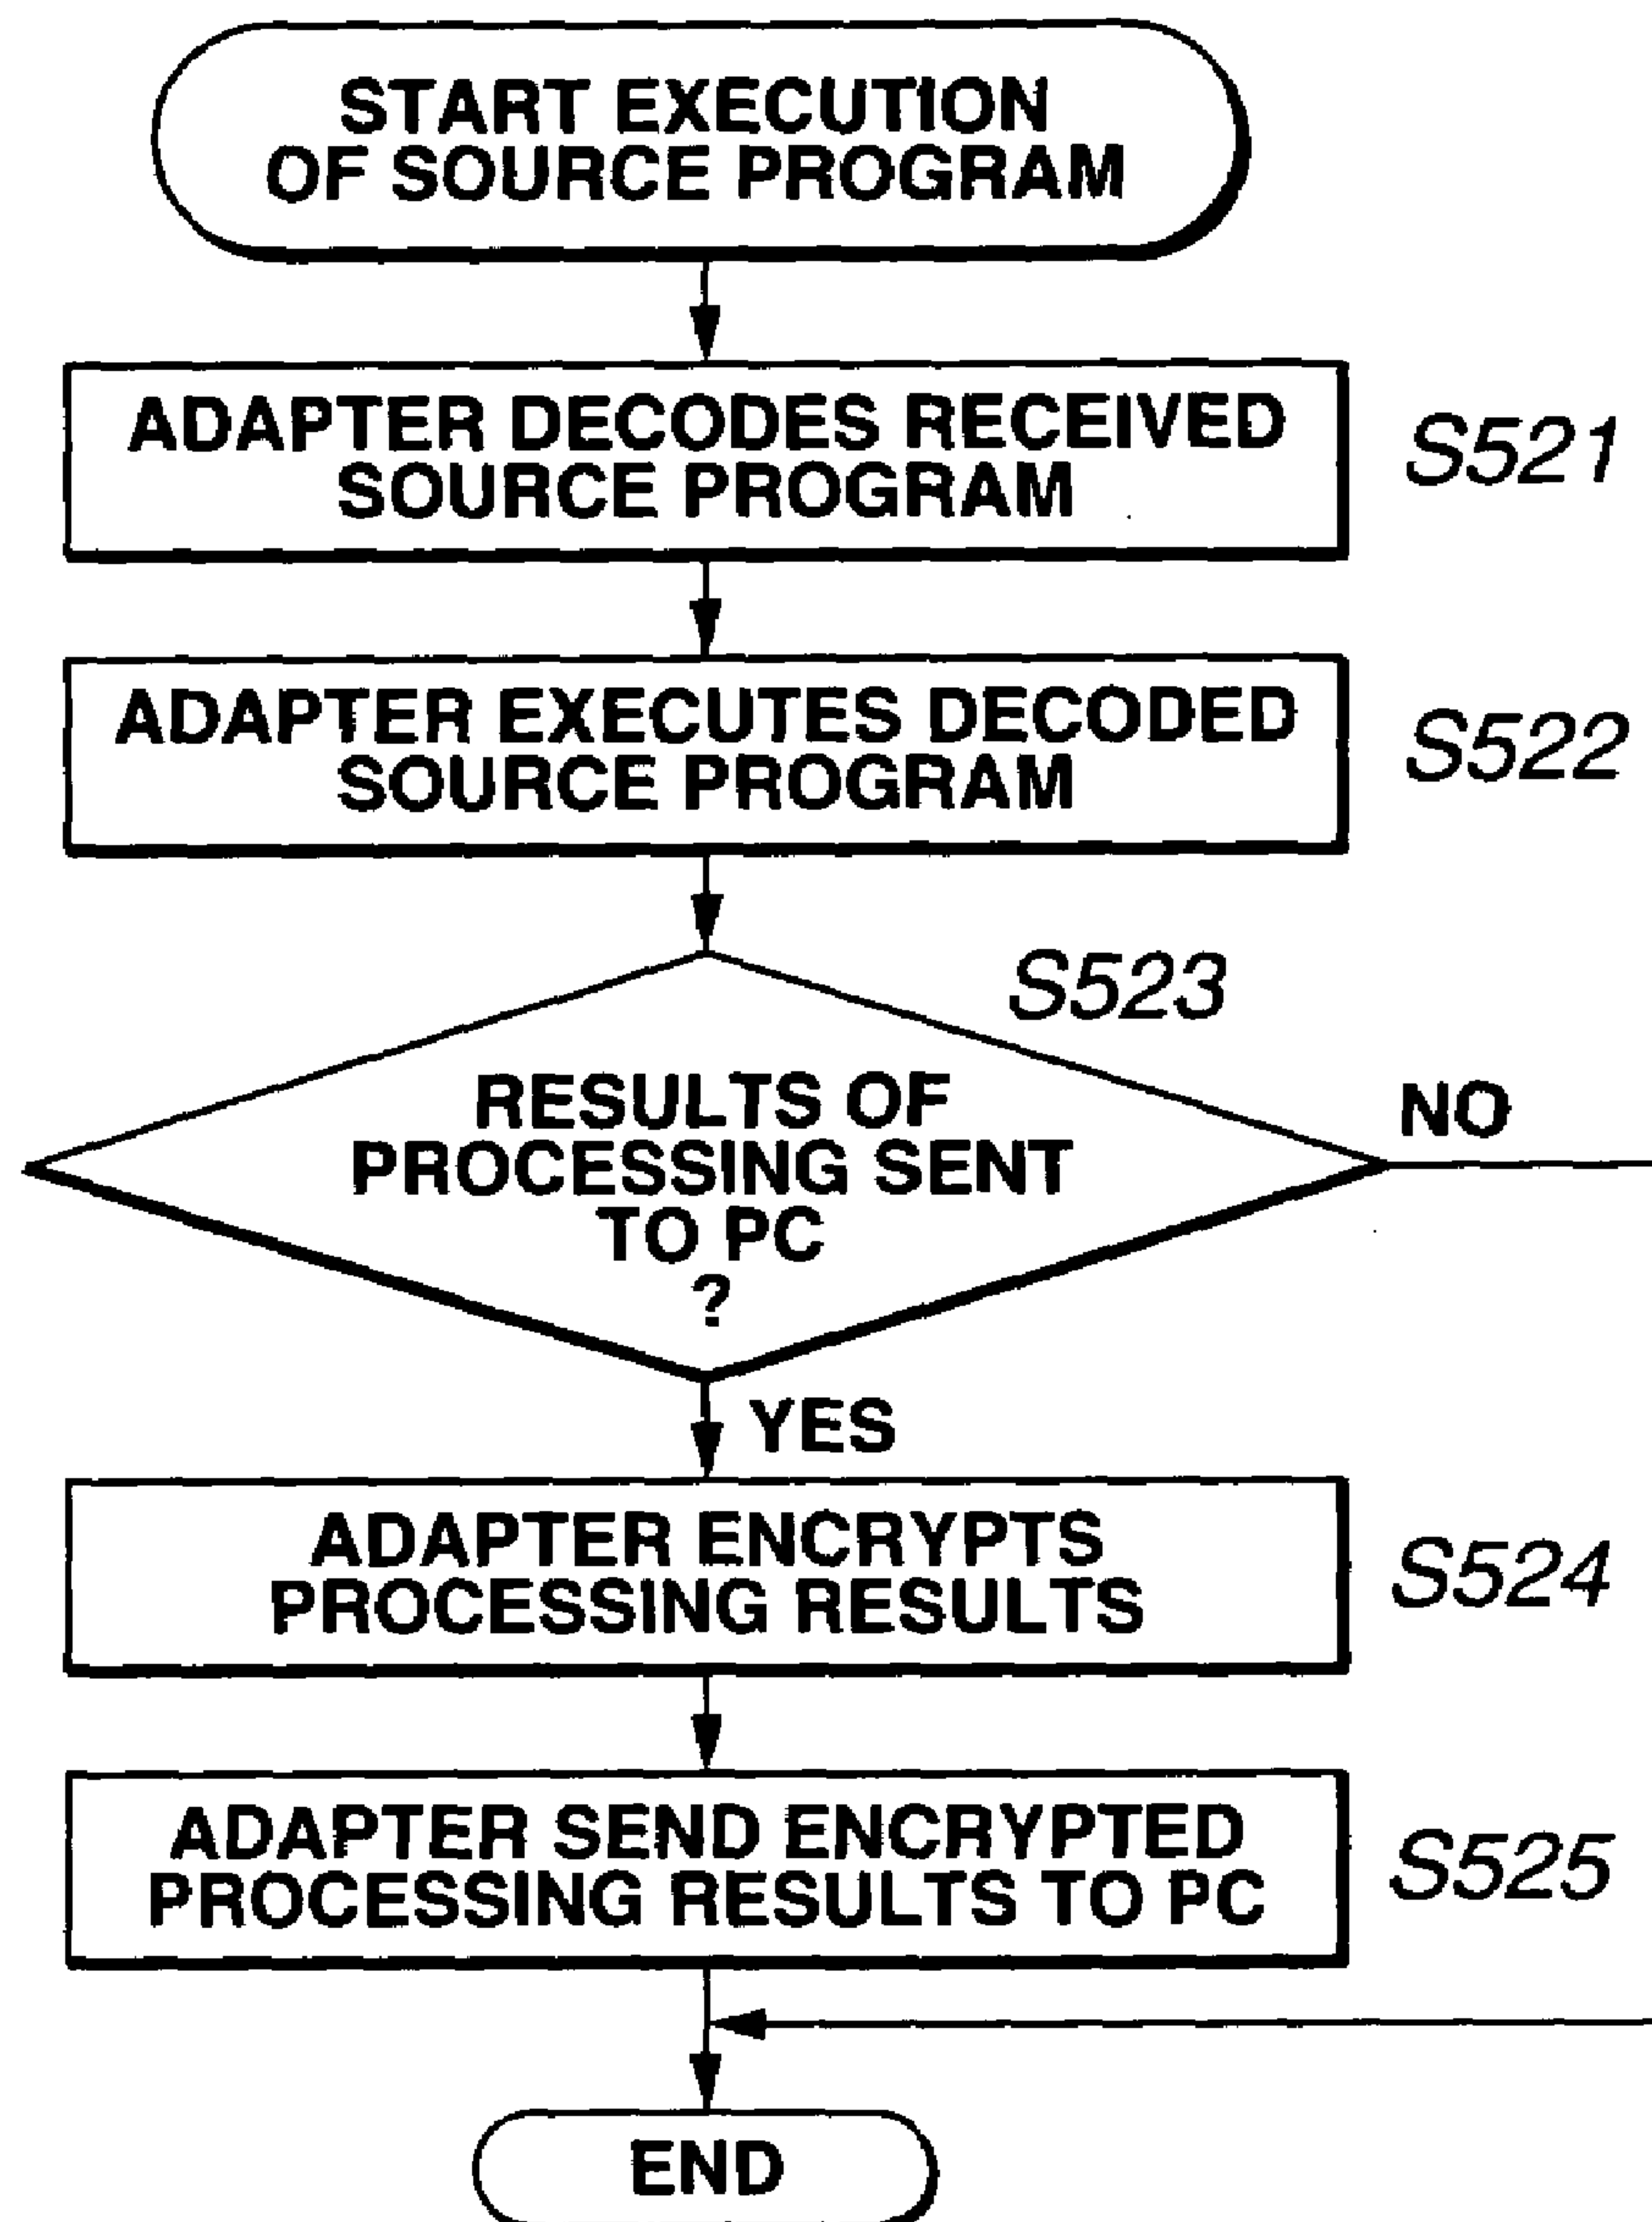 START EXECUTION
OF SOURCE PROGRAM
ADAPTER DECODES RECEIVED
SOURCE PROGRAM
S521
ADAPTER EXECUTES DECODED
SOURCE PROGRAM
S522
S523
RESULTS OF
PROCESSING SENT
TO PC
?
NO
YES
ADAPTER ENCRYPTS
PROCESSING RESULTS
S524
ADAPTER SEND ENCRYPTED
PROCESSING RESULTS TO PC
S525
END